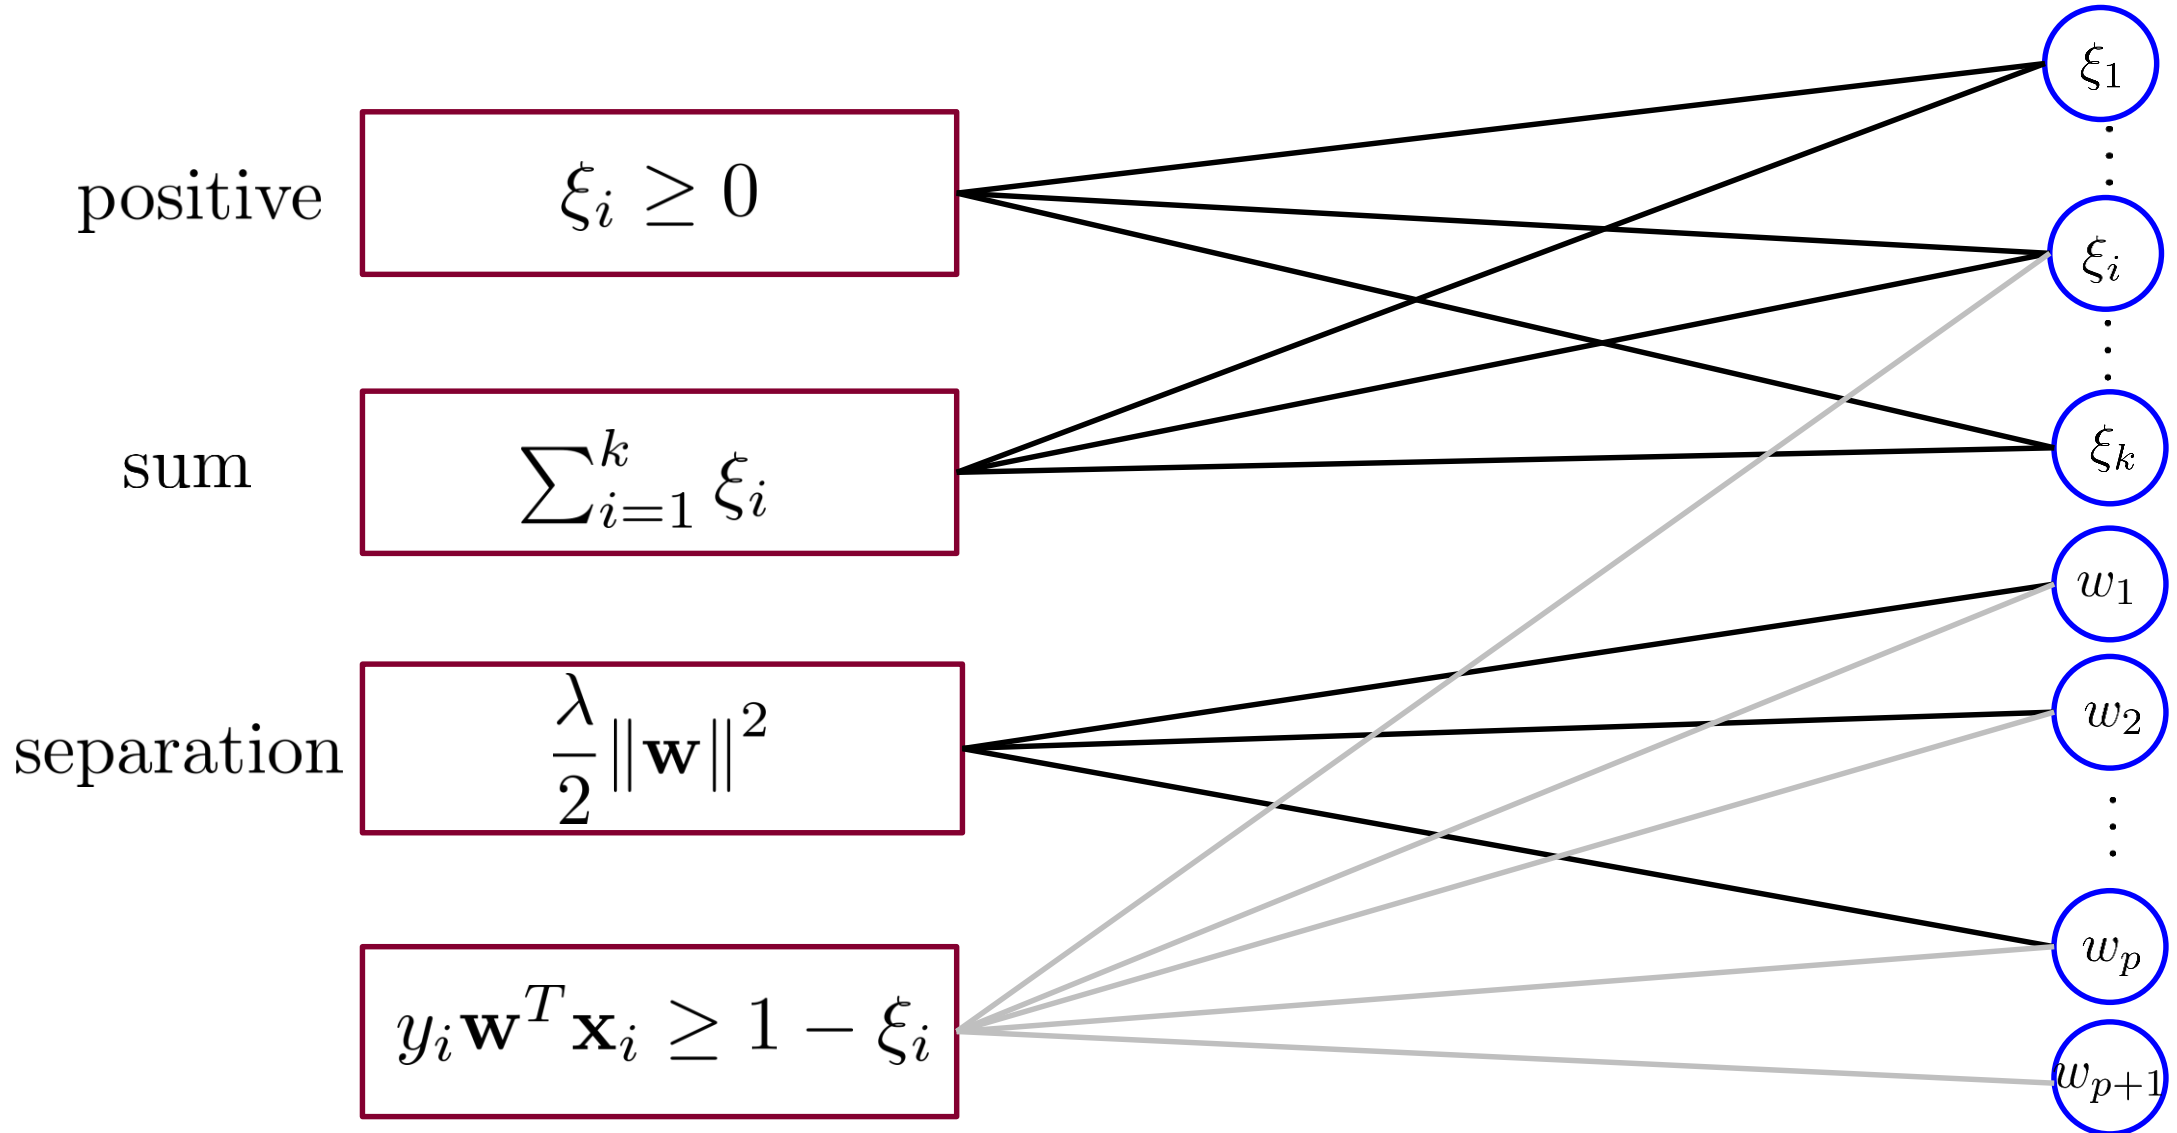 positive
ξ_i ≥ 0
sum
∑_{i=1}^{k} ξ_i
separation
\frac{λ}{2}‖𝐰‖²
y_i 𝐰^T 𝐱_i ≥ 1 − ξ_i
ξ_1
⋮
ξ_i
⋮
ξ_k
w_1
w_2
⋮
w_p
w_{p+1}